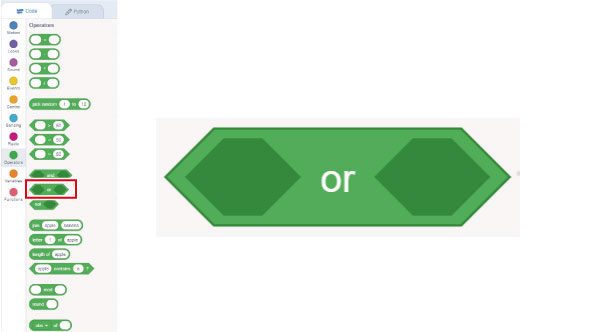 Code
Python
Operators
Motion
Looks
Sound
Events
Control
Sensing
Operators
Variables
Functions
pick random 1 to 10
> 50
< 50
= 50
and
or
not
join apple banana
letter 1 of apple
length of apple
apple contains a ?
mod
round
abs of
or